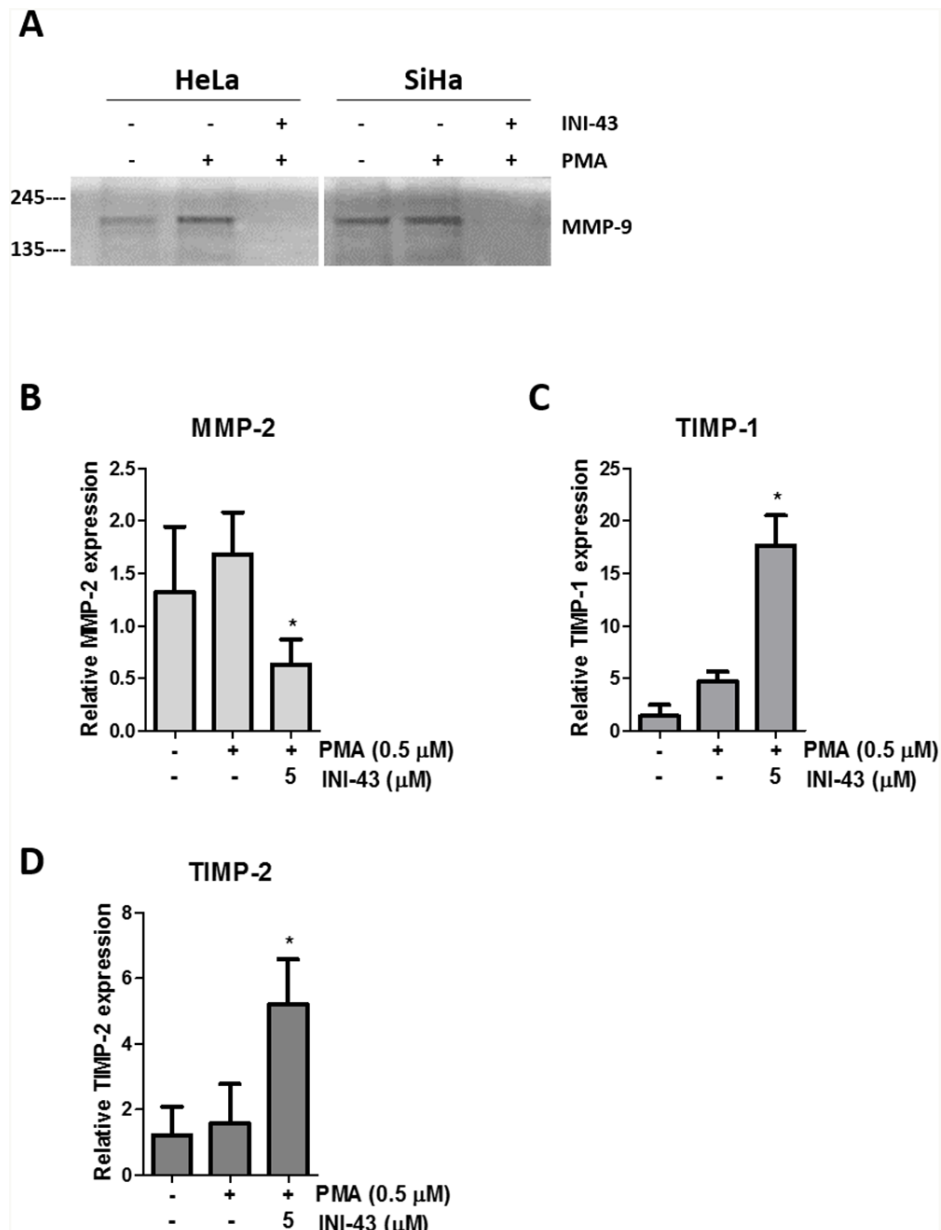 A
HeLa SiHa
- - + - - + INI-43
- + + - + + PMA
245---
MMP-9
135---
B
MMP-2
2.5
2.0
1.5
1.0
0.5
0.0
Relative MMP-2 expression
*
- + + PMA (0.5 μM)
- - 5 INI-43 (μM)
C
TIMP-1
25
20
15
10
5
0
Relative TIMP-1 expression
*
- + + PMA (0.5 μM)
- - 5 INI-43 (μM)
D
TIMP-2
8
6
4
2
0
Relative TIMP-2 expression
*
- + + PMA (0.5 μM)
- - 5 INI-43 (μM)